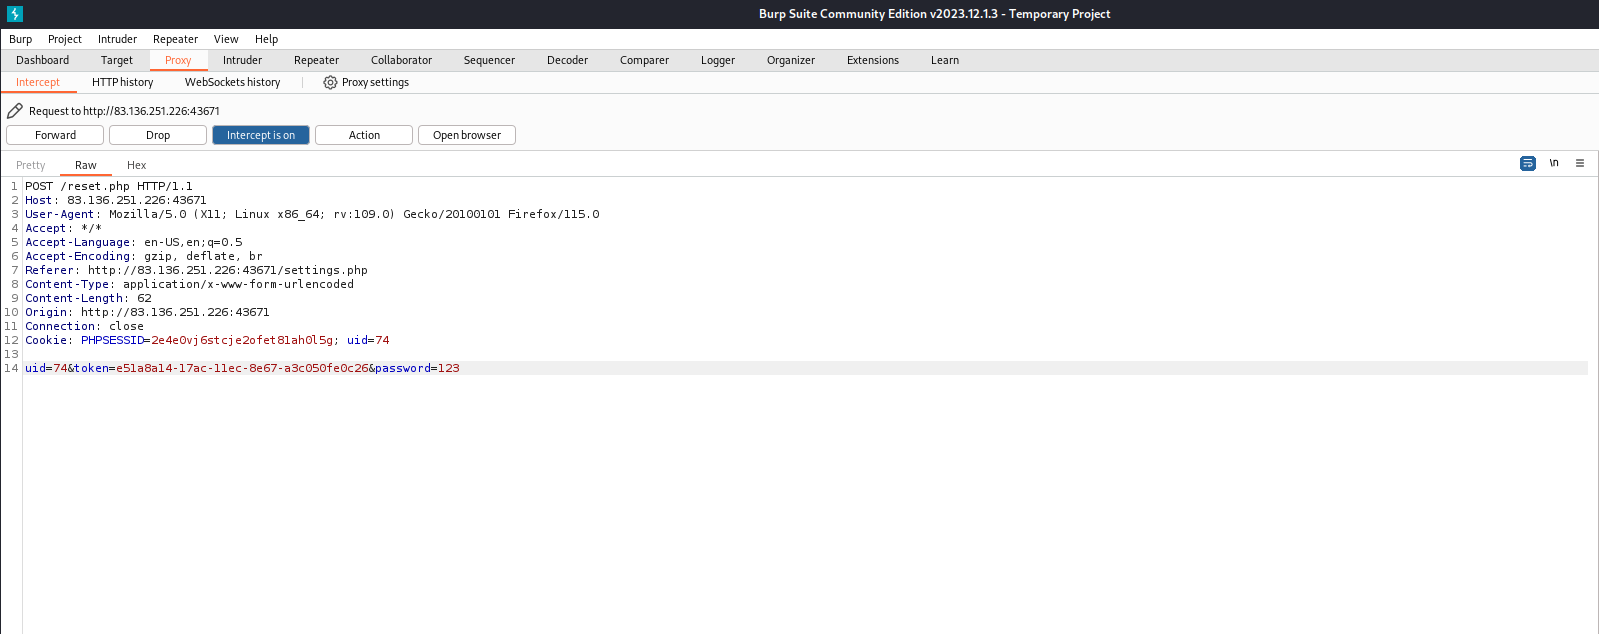 Burp Suite Community Edition v2023.12.1.3 - Temporary Project
Burp Project Intruder Repeater View Help
Dashboard Target Proxy Intruder Repeater Collaborator Sequencer Decoder Comparer Logger Organizer Extensions Learn
Intercept HTTP history WebSockets history Proxy settings
Request to http://83.136.251.226:43671
Forward Drop Intercept is on Action Open browser
Pretty Raw Hex \n
1 POST /reset.php HTTP/1.1
2 Host: 83.136.251.226:43671
3 User-Agent: Mozilla/5.0 (X11; Linux x86_64; rv:109.0) Gecko/20100101 Firefox/115.0
4 Accept: */*
5 Accept-Language: en-US,en;q=0.5
6 Accept-Encoding: gzip, deflate, br
7 Referer: http://83.136.251.226:43671/settings.php
8 Content-Type: application/x-www-form-urlencoded
9 Content-Length: 62
10 Origin: http://83.136.251.226:43671
11 Connection: close
12 Cookie: PHPSESSID=2e4e0vj6stcje2ofet81ah0l5g; uid=74
13
14 uid=74&token=e51a8a14-17ac-11ec-8e67-a3c050fe0c26&password=123